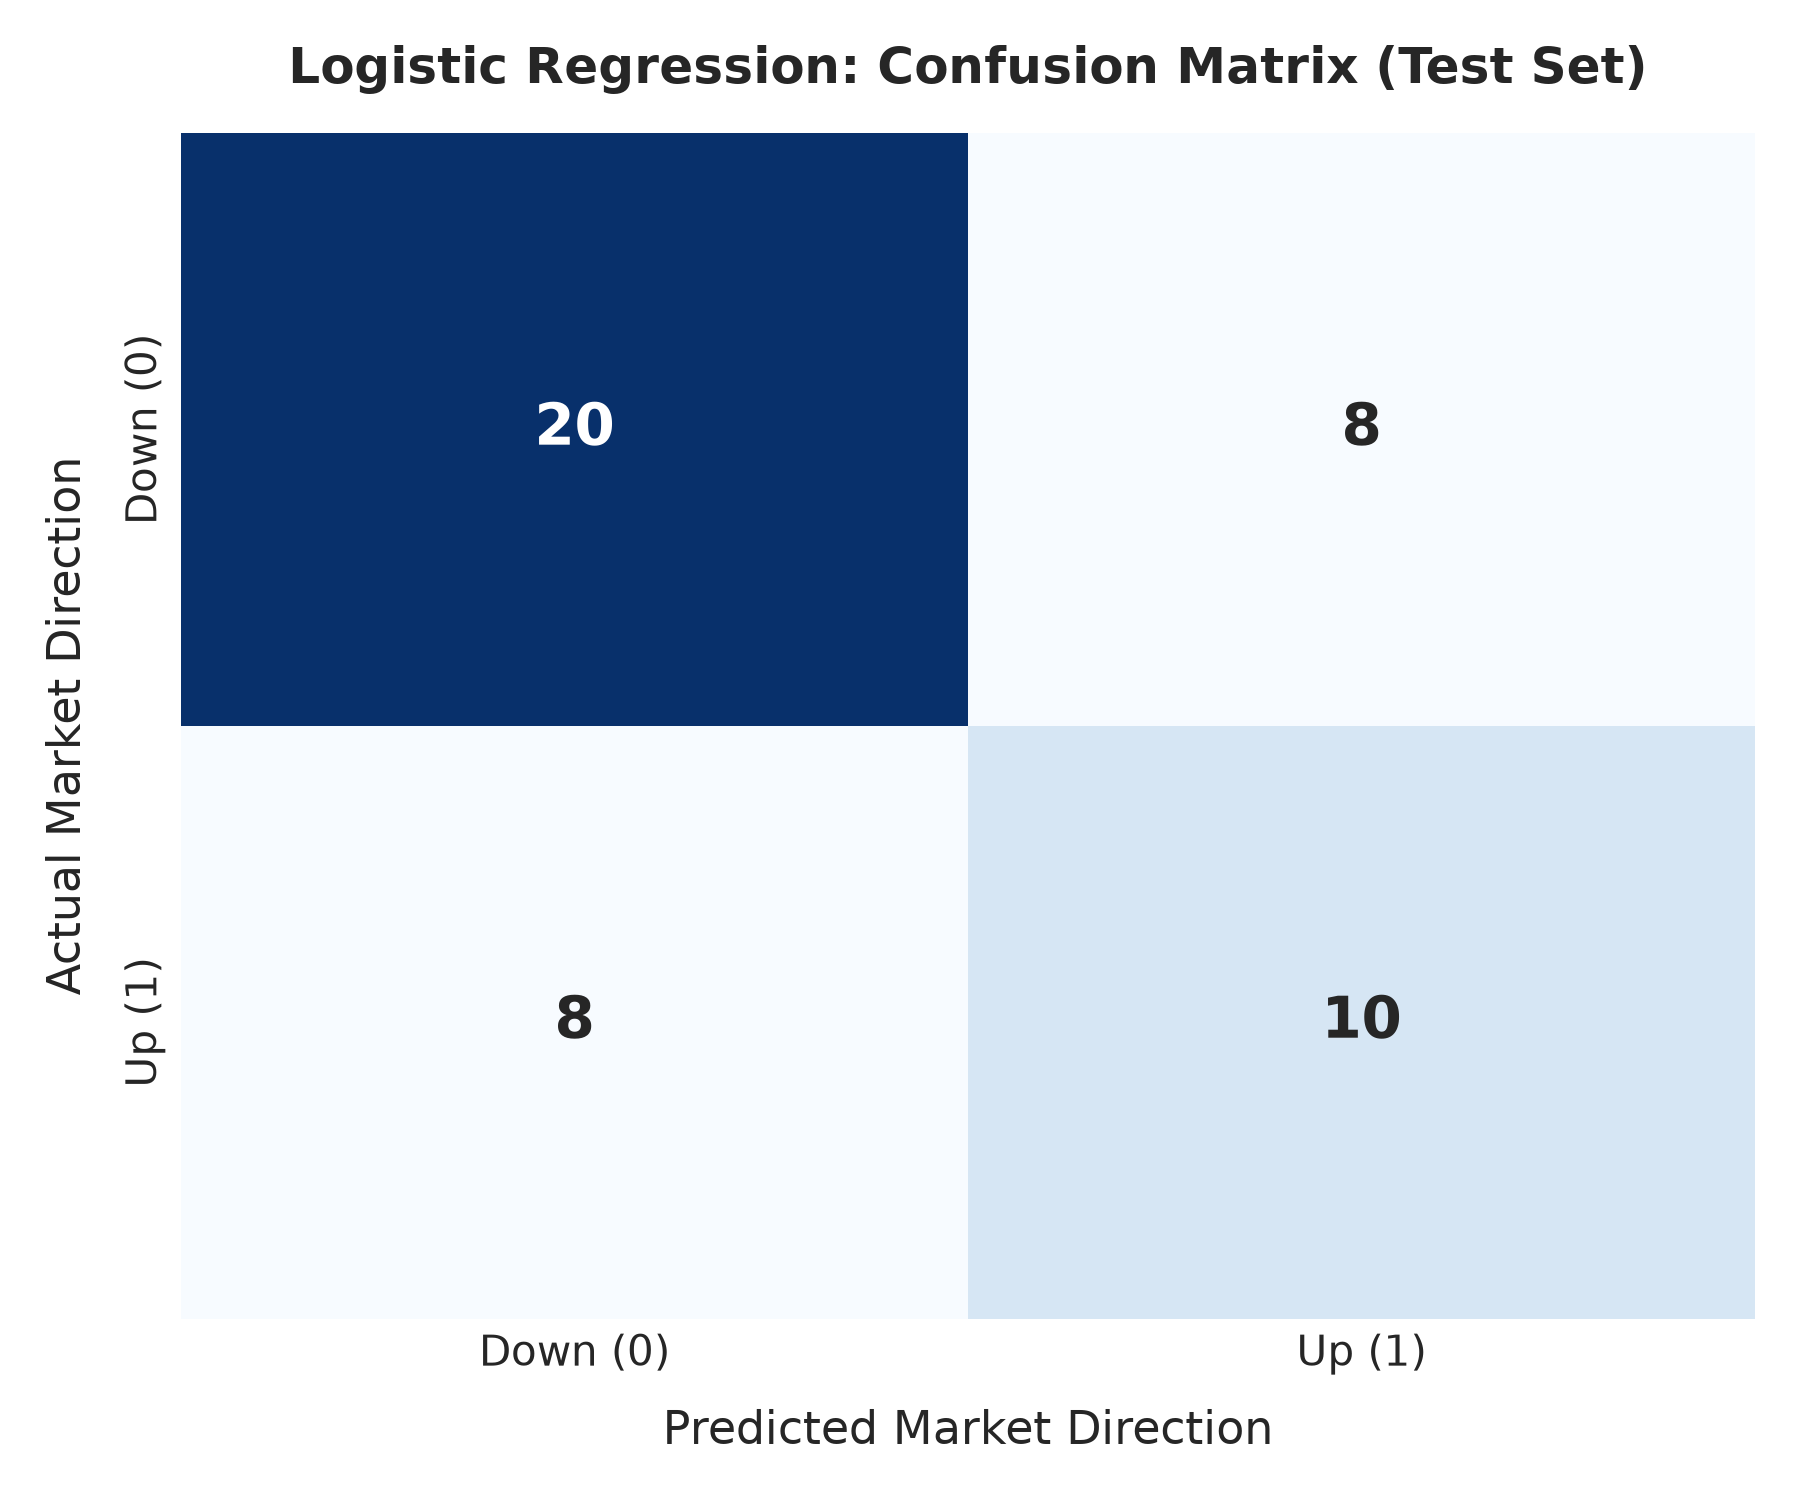 Logistic Regression: Confusion Matrix (Test Set)
Actual Market Direction
Down (0)
20
8
Up (1)
8
10
Down (0)
Up (1)
Predicted Market Direction